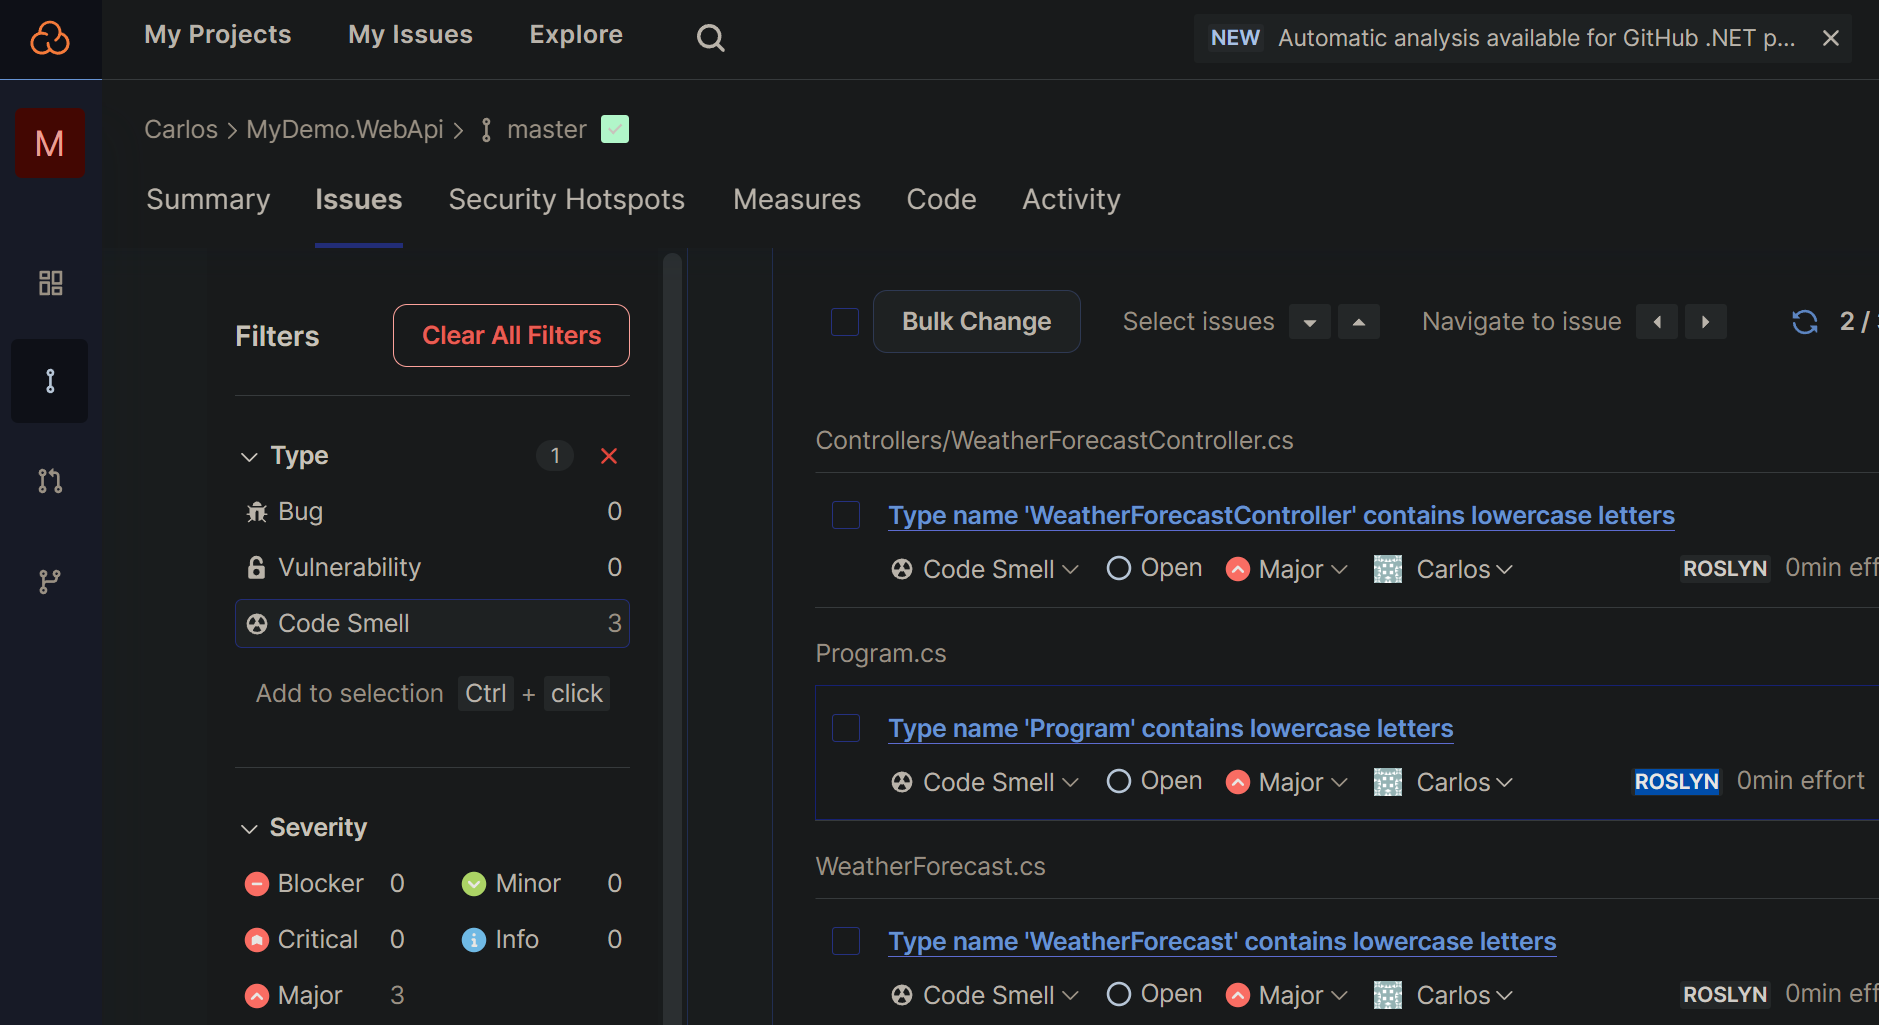 My Projects My Issues Explore NEW Automatic analysis available for GitHub .NET p...
M
Carlos MyDemo.WebApi master
Summary Issues Security Hotspots Measures Code Activity
Filters Clear All Filters
Type 1
Bug 0
Vulnerability 0
Code Smell 3
Add to selection Ctrl + click
Severity
Blocker 0 Minor 0
Critical 0 Info 0
Major 3
Bulk Change Select issues Navigate to issue 2 /
Controllers/WeatherForecastController.cs
Type name 'WeatherForecastController' contains lowercase letters
Code Smell Open Major Carlos ROSLYN 0min eff
Program.cs
Type name 'Program' contains lowercase letters
Code Smell Open Major Carlos ROSLYN 0min effort
WeatherForecast.cs
Type name 'WeatherForecast' contains lowercase letters
Code Smell Open Major Carlos ROSLYN 0min eff